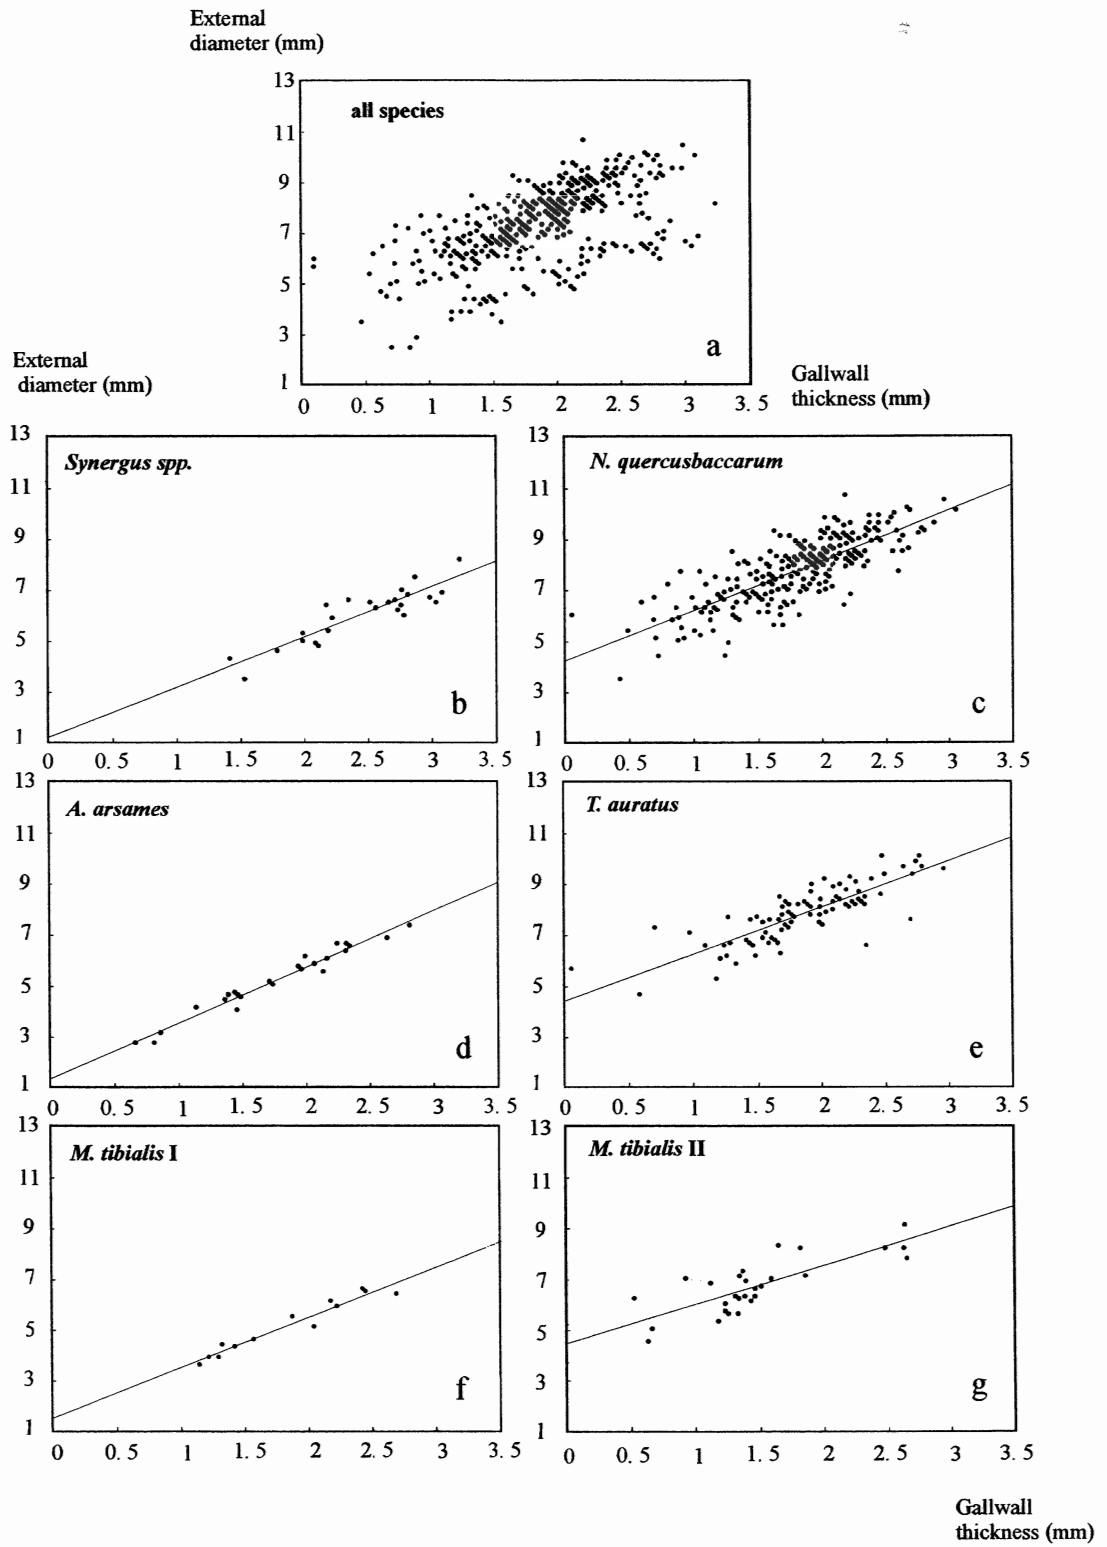 External
diameter (mm)
13
all species
11
9
7
5
3
a
1
0 0.5 1 1.5 2 2.5 3 3.5
Gallwall
thickness (mm)
External
diameter (mm)
13
Synergus spp.
11
9
7
5
3
b
1
0 0.5 1 1.5 2 2.5 3 3.5
13
N. quercusbaccarum
11
9
7
5
3
c
1
0 0.5 1 1.5 2 2.5 3 3.5
13
A. arsames
11
9
7
5
3
d
1
0 0.5 1 1.5 2 2.5 3 3.5
13
T. auratus
11
9
7
5
3
e
1
0 0.5 1 1.5 2 2.5 3 3.5
13
M. tibialis I
11
9
7
5
3
f
1
0 0.5 1 1.5 2 2.5 3 3.5
13
M. tibialis II
11
9
7
5
3
g
1
0 0.5 1 1.5 2 2.5 3 3.5
Gallwall
thickness (mm)